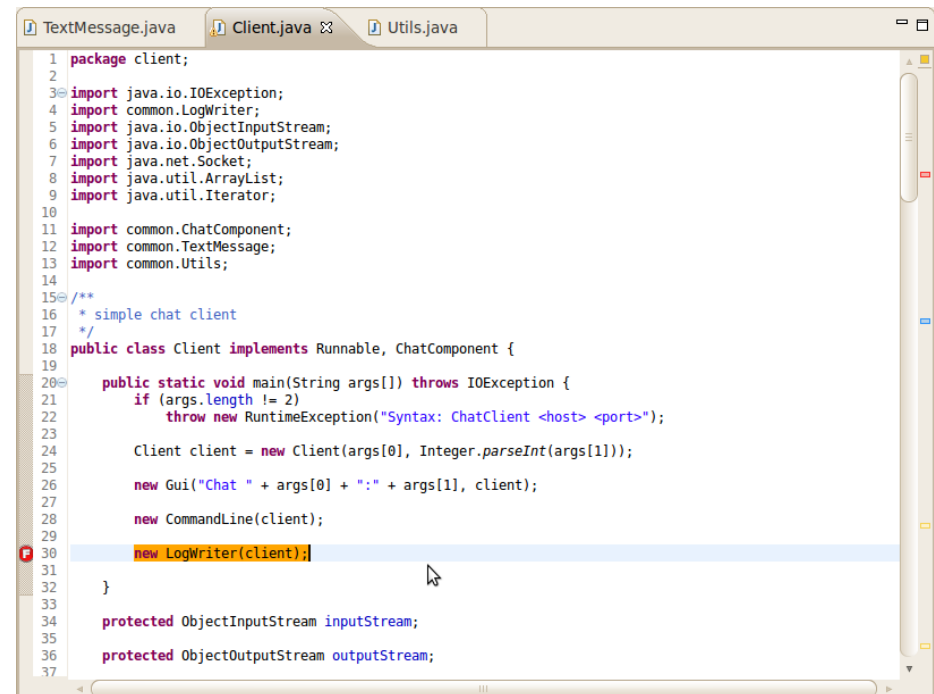 TextMessage.java Client.java Utils.java
1 package client;
2
3 import java.io.IOException;
4 import common.LogWriter;
5 import java.io.ObjectInputStream;
6 import java.io.ObjectOutputStream;
7 import java.net.Socket;
8 import java.util.ArrayList;
9 import java.util.Iterator;
10
11 import common.ChatComponent;
12 import common.TextMessage;
13 import common.Utils;
14
15 /**
16  * simple chat client
17  */
18 public class Client implements Runnable, ChatComponent {
19
20     public static void main(String args[]) throws IOException {
21         if (args.length != 2)
22             throw new RuntimeException("Syntax: ChatClient <host> <port>");
23
24         Client client = new Client(args[0], Integer.parseInt(args[1]));
25
26         new Gui("Chat " + args[0] + ":" + args[1], client);
27
28         new CommandLine(client);
29
F 30         new LogWriter(client);
31
32     }
33
34     protected ObjectInputStream inputStream;
35
36     protected ObjectOutputStream outputStream;
37